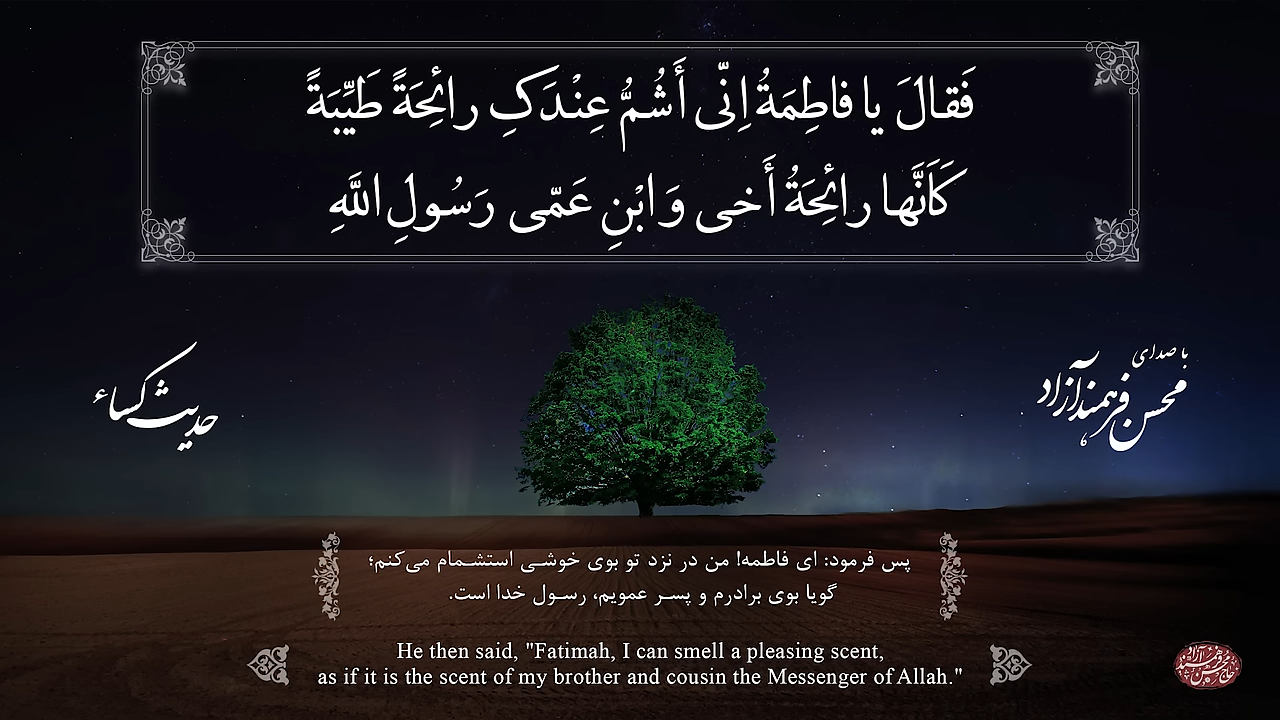 فَقالَ يا فاطِمَةُ اِنّى أَشُمُّ عِنْدَکِ رائِحَةً طَيِّبَةً
کَاَنَّها رائِحَةُ أَخى وَ ابْنِ عَمّى رَسُولِ اللَّهِ
با صدای
محسن فرهمند آزاد
حدیث کساء
پس فرمود: ای فاطمه! من در نزد تو بوی خوشی استشمام می‌کنم؛
گویا بوی برادرم و پسر عمویم، رسول خدا است.
He then said, "Fatimah, I can smell a pleasing scent,
as if it is the scent of my brother and cousin the Messenger of Allah."